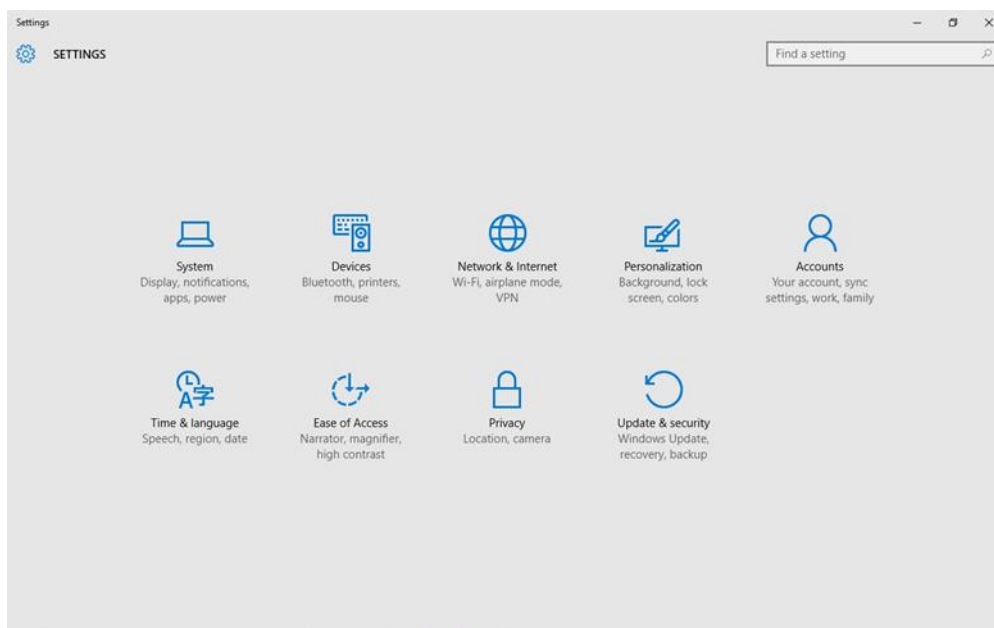 Settings
SETTINGS
Find a setting
System
Display, notifications,
apps, power
Devices
Bluetooth, printers,
mouse
Network & Internet
Wi-Fi, airplane mode,
VPN
Personalization
Background, lock
screen, colors
Accounts
Your account, sync
settings, work, family
A字
Time & language
Speech, region, date
Ease of Access
Narrator, magnifier,
high contrast
Privacy
Location, camera
Update & security
Windows Update,
recovery, backup